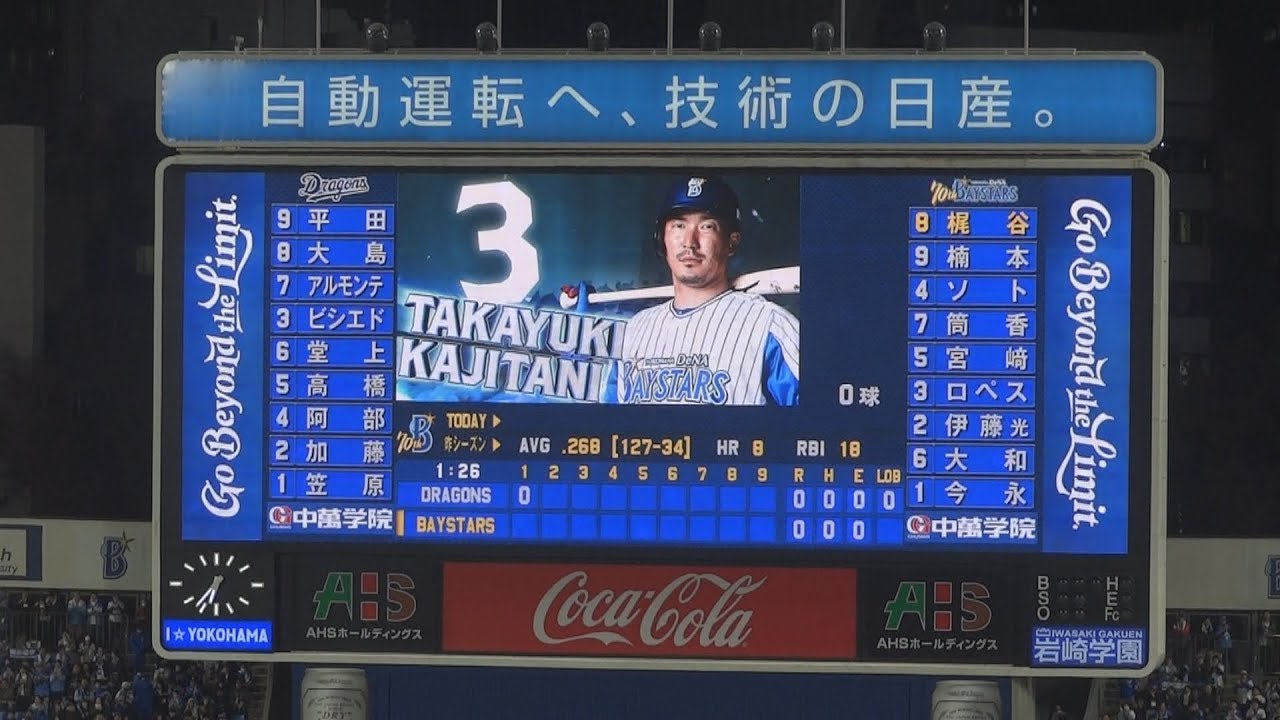 自動運転へ、技術の日産。
Go Beyond the Limit.
Dragons
9 平田
8 大島
7 アルモンテ
3 ビシエド
6 堂上
5 高橋
4 阿部
2 加藤
1 笠原
中萬学院
3
TAKAYUKI
KAJITANI
DeNA
BAYSTARS
0球
70th BAYSTARS
8 梶谷
9 楠本
4 ソト
7 筒香
5 宮﨑
3 ロペス
2 伊藤光
6 大和
1 今永
中萬学院
Go Beyond the Limit.
70th B TODAY
昨シーズン AVG .268 [127-34] HR 8 RBI 18
1:26 1 2 3 4 5 6 7 8 9 R H E LOB
DRAGONS 0 0 0 0 0
BAYSTARS 0 0 0
I☆YOKOHAMA
AHS
AHSホールディングス
Coca-Cola
AHS
AHSホールディングス
B H
S E
O Fc
IWASAKI GAKUEN
岩崎学園
DRY